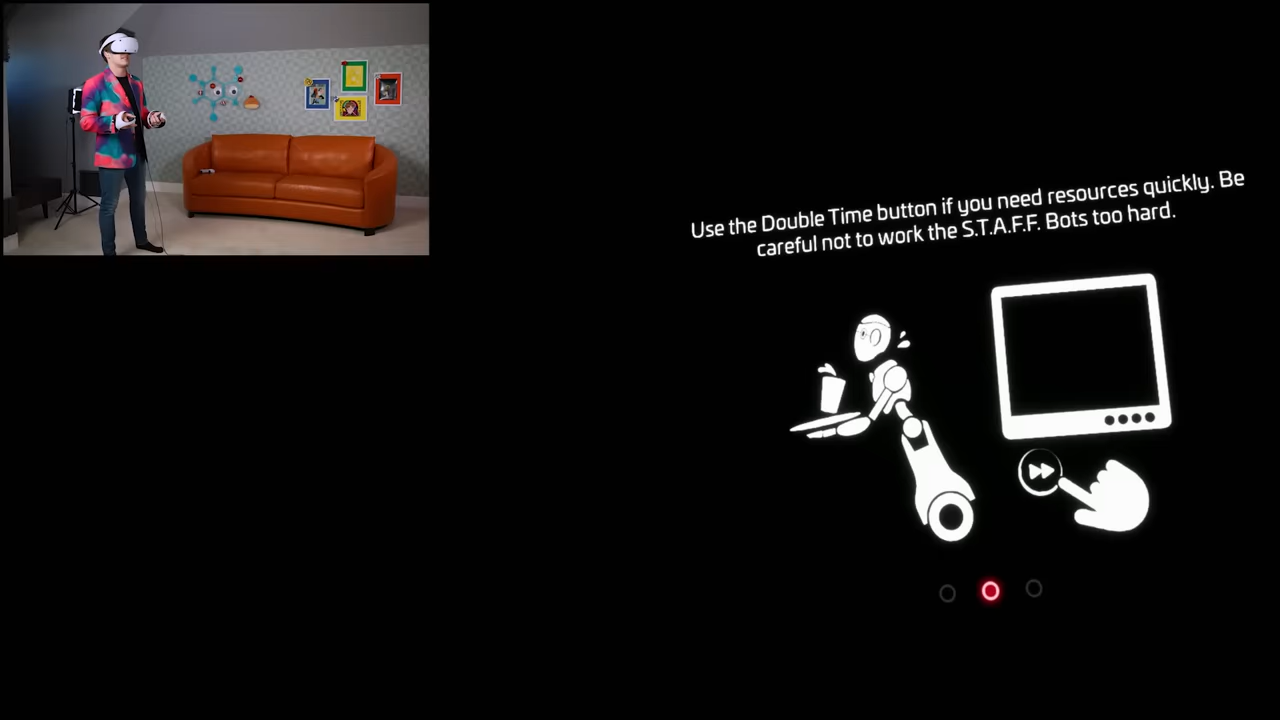 Use the Double Time button if you need resources quickly. Be
careful not to work the S.T.A.F.F. Bots too hard.